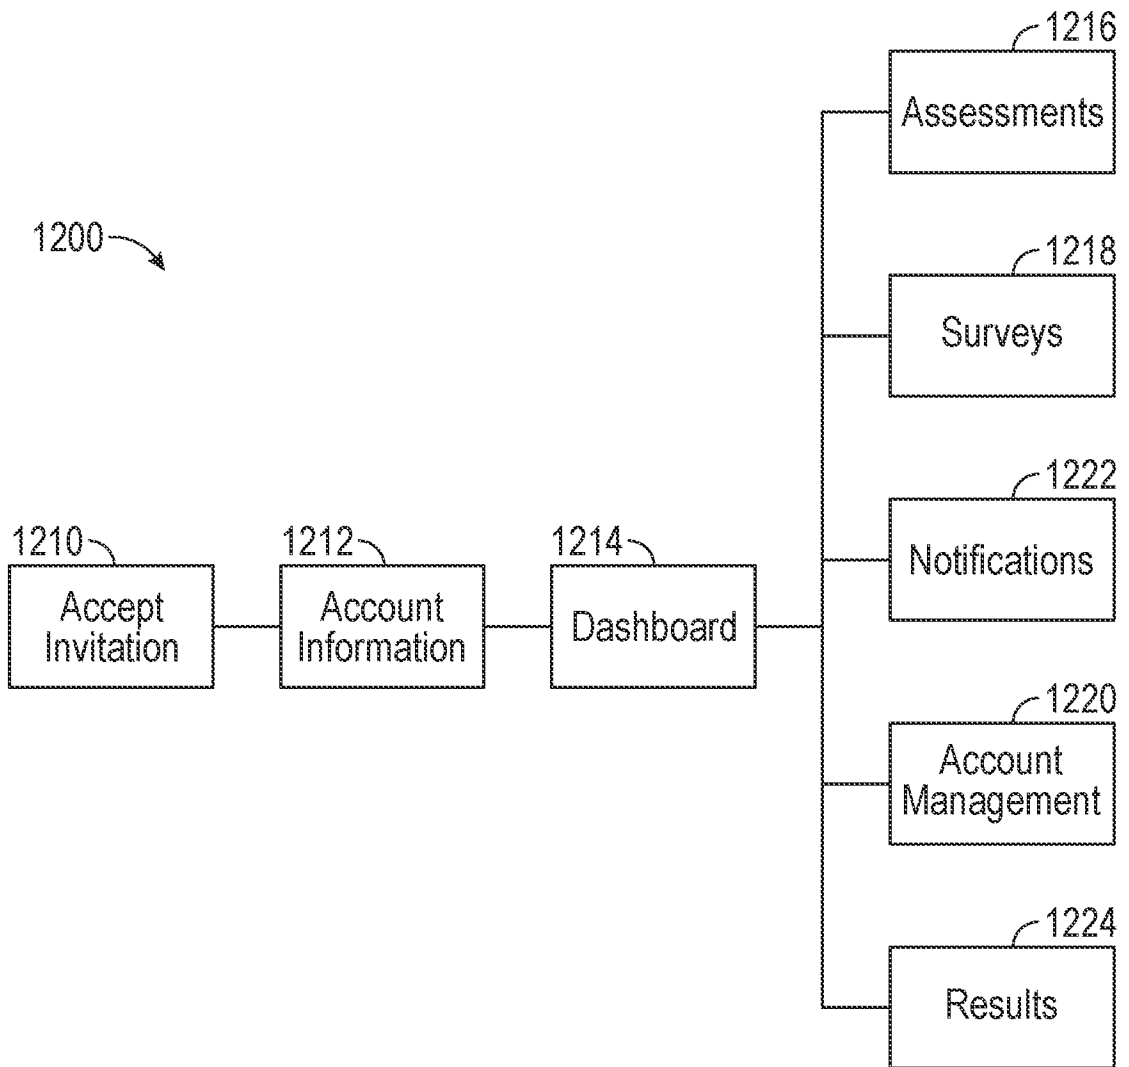 1216
Assessments
1200
1218
Surveys
1222
Notifications
1210
Accept
Invitation
1212
Account
Information
1214
Dashboard
1220
Account
Management
1224
Results